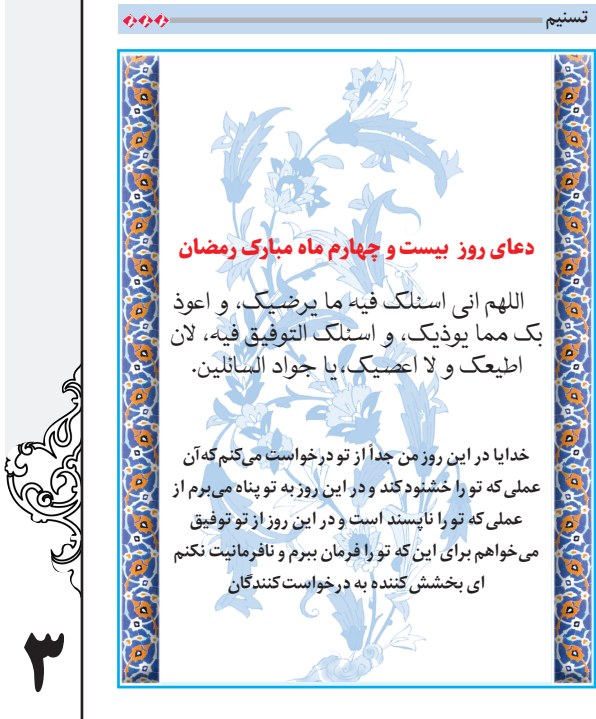 تسنیم
دعای روز بیست و چهارم ماه مبارک رمضان
اللهم انی اسئلک فیه ما یرضیک، و اعوذ
بک مما یوذیک، و اسئلک التوفیق فیه، لان
اطیعک و لا اعصیک، یا جواد السائلین.
خدایا در این روز من جداً از تو درخواست می‌کنم که آن
عملی که تو را خشنود کند و در این روز به تو پناه می‌برم از
عملی که تو را ناپسند است و در این روز از تو توفیق
می‌خواهم برای این که تو را فرمان ببرم و نافرمانیت نکنم
ای بخشش کننده به درخواست کنندگان
۳